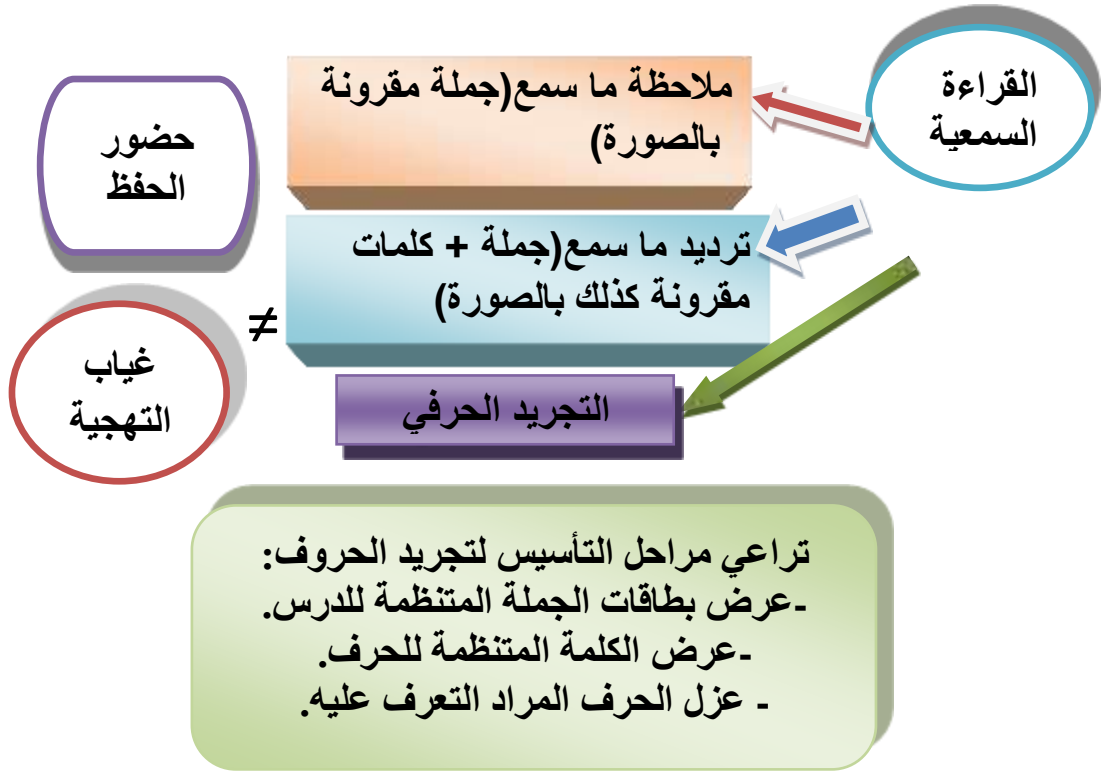 القراءة
السمعية
ملاحظة ما سمع(جملة مقرونة
بالصورة)
حضور
الحفظ
ترديد ما سمع(جملة + كلمات
مقرونة كذلك بالصورة)
≠
غياب
التهجية
التجريد الحرفي
تراعي مراحل التأسيس لتجريد الحروف:
-عرض بطاقات الجملة المتنظمة للدرس.
-عرض الكلمة المتنظمة للحرف.
- عزل الحرف المراد التعرف عليه.